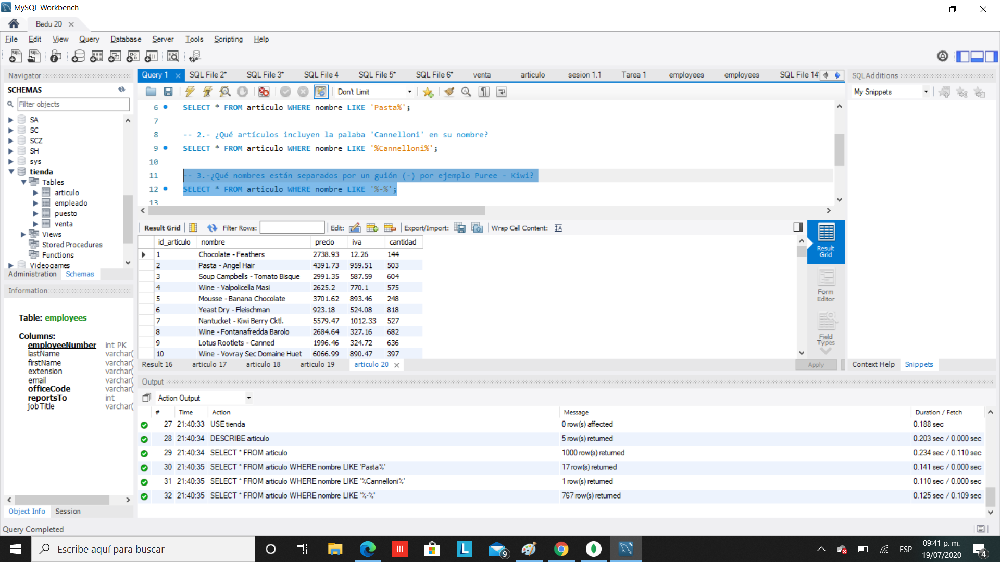 MySQL Workbench
Bedu 20
File Edit View Query Database Server Tools Scripting Help
Navigator
SCHEMAS
Filter objects
SA
SC
SCZ
SH
sys
tienda
Tables
articulo
empleado
puesto
venta
Views
Stored Procedures
Functions
Videogames
Administration Schemas
Information
Table: employees
Columns:
employeeNumber int PK
lastName varchar(
firstName varchar(
extension varchar(
email varchar(
officeCode varchar(
reportsTo int
jobTitle varchar(
Object Info Session
Query 1 SQL File 2* SQL File 3* SQL File 4 SQL File 5* SQL File 6* venta articulo sesion 1.1 Tarea 1 employees employees SQL File 14*
Don't Limit
6 SELECT * FROM articulo WHERE nombre LIKE 'Pasta%';
7
8 -- 2.- ¿Qué artículos incluyen la palaba 'Cannelloni' en su nombre?
9 SELECT * FROM articulo WHERE nombre LIKE '%Cannelloni%';
10
11 -- 3.-¿Qué nombres están separados por un guión (-) por ejemplo Puree - Kiwi?
12 SELECT * FROM articulo WHERE nombre LIKE '%-%';
13
Result Grid Filter Rows: Edit: Export/Import: Wrap Cell Content:
id_articulo nombre precio iva cantidad
1 Chocolate - Feathers 2738.93 12.26 144
2 Pasta - Angel Hair 4391.73 959.51 503
3 Soup Campbells - Tomato Bisque 2991.35 587.59 604
4 Wine - Valpolicella Masi 2625.2 770.1 575
5 Mousse - Banana Chocolate 3701.62 893.46 248
6 Yeast Dry - Fleischman 923.18 524.08 818
7 Nantucket - Kiwi Berry Cktl. 5579.47 1012.33 527
8 Wine - Fontanafredda Barolo 2684.64 327.16 682
9 Lotus Rootlets - Canned 1996.46 324.72 636
10 Wine - Vovray Sec Domaine Huet 6066.99 890.47 397
Result Grid
Form Editor
Field Types
Result 16 articulo 17 articulo 18 articulo 19 articulo 20 Apply
Output
Action Output
# Time Action Message Duration / Fetch
27 21:40:33 USE tienda 0 row(s) affected 0.188 sec
28 21:40:34 DESCRIBE articulo 5 row(s) returned 0.203 sec / 0.000 sec
29 21:40:34 SELECT * FROM articulo 1000 row(s) returned 0.234 sec / 0.110 sec
30 21:40:35 SELECT * FROM articulo WHERE nombre LIKE 'Pasta%' 17 row(s) returned 0.141 sec / 0.000 sec
31 21:40:35 SELECT * FROM articulo WHERE nombre LIKE '%Cannelloni%' 1 row(s) returned 0.110 sec / 0.000 sec
32 21:40:35 SELECT * FROM articulo WHERE nombre LIKE '%-%' 767 row(s) returned 0.125 sec / 0.109 sec
SQLAdditions
My Snippets
Context Help Snippets
Query Completed
Escribe aquí para buscar
9
ESP
09:41 p. m.
19/07/2020
4